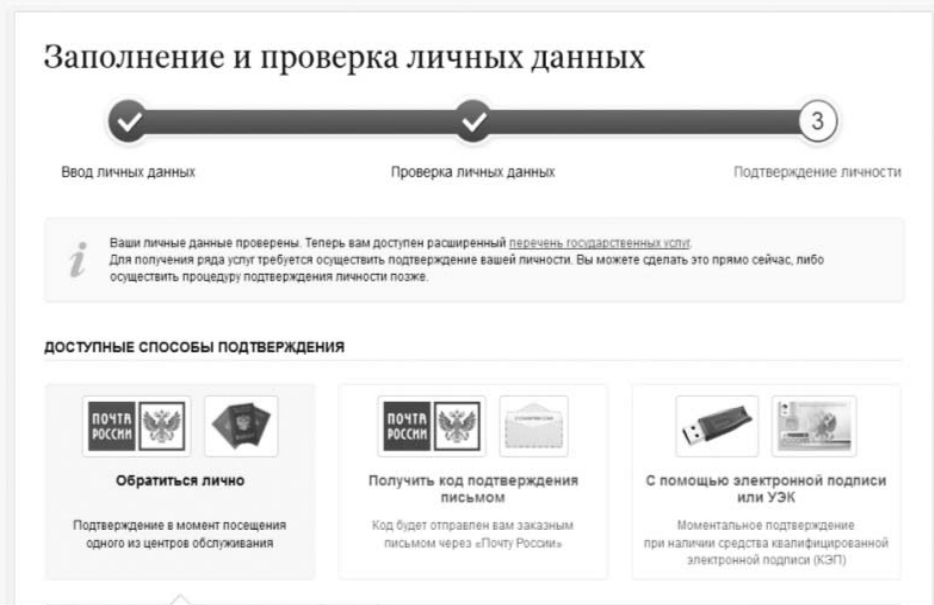 Заполнение и проверка личных данных
3
Ввод личных данных
Проверка личных данных
Подтверждение личности
i
Ваши личные данные проверены. Теперь вам доступен расширенный перечень государственных услуг.
Для получения ряда услуг требуется осуществить подтверждение вашей личности. Вы можете сделать это прямо сейчас, либо
осуществить процедуру подтверждения личности позже.
ДОСТУПНЫЕ СПОСОБЫ ПОДТВЕРЖДЕНИЯ
ПОЧТА
РОССИИ
Обратиться лично
Подтверждение в момент посещения
одного из центров обслуживания
ПОЧТА
РОССИИ
Получить код подтверждения
письмом
Код будет отправлен вам заказным
письмом через «Почту России»
С помощью электронной подписи
или УЭК
Моментальное подтверждение
при наличии средства квалифицированной
электронной подписи (КЭП)